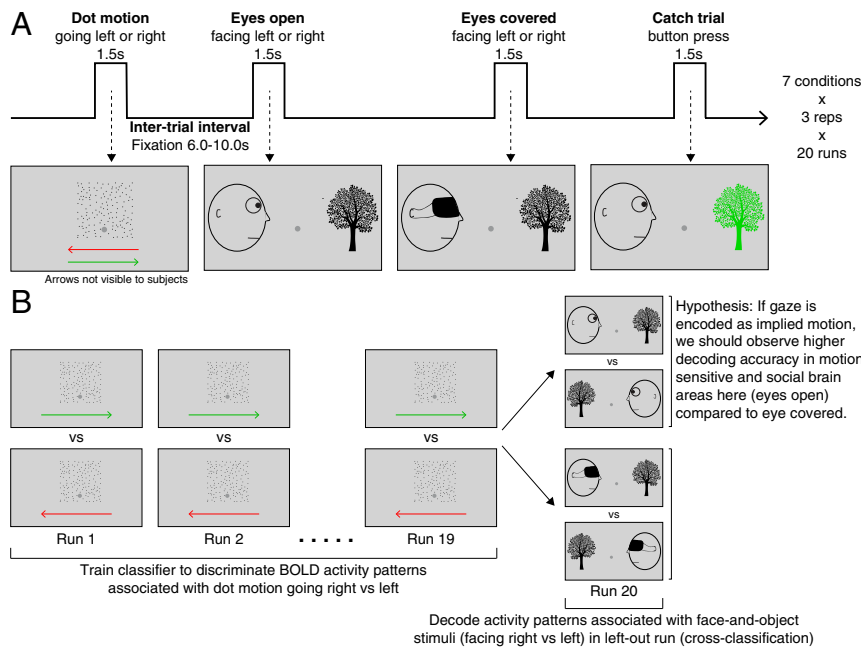 A
Dot motion
going left or right
1.5s
Eyes open
facing left or right
1.5s
Eyes covered
facing left or right
1.5s
Catch trial
button press
1.5s
7 conditions
x
3 reps
x
20 runs
Inter-trial interval
Fixation 6.0-10.0s
Arrows not visible to subjects
B
vs
Run 1
vs
Run 2
. . . . .
vs
Run 19
Train classifier to discriminate BOLD activity patterns
associated with dot motion going right vs left
vs
Hypothesis: If gaze is
encoded as implied motion,
we should observe higher
decoding accuracy in motion
sensitive and social brain
areas here (eyes open)
compared to eye covered.
vs
Run 20
Decode activity patterns associated with face-and-object
stimuli (facing right vs left) in left-out run (cross-classification)